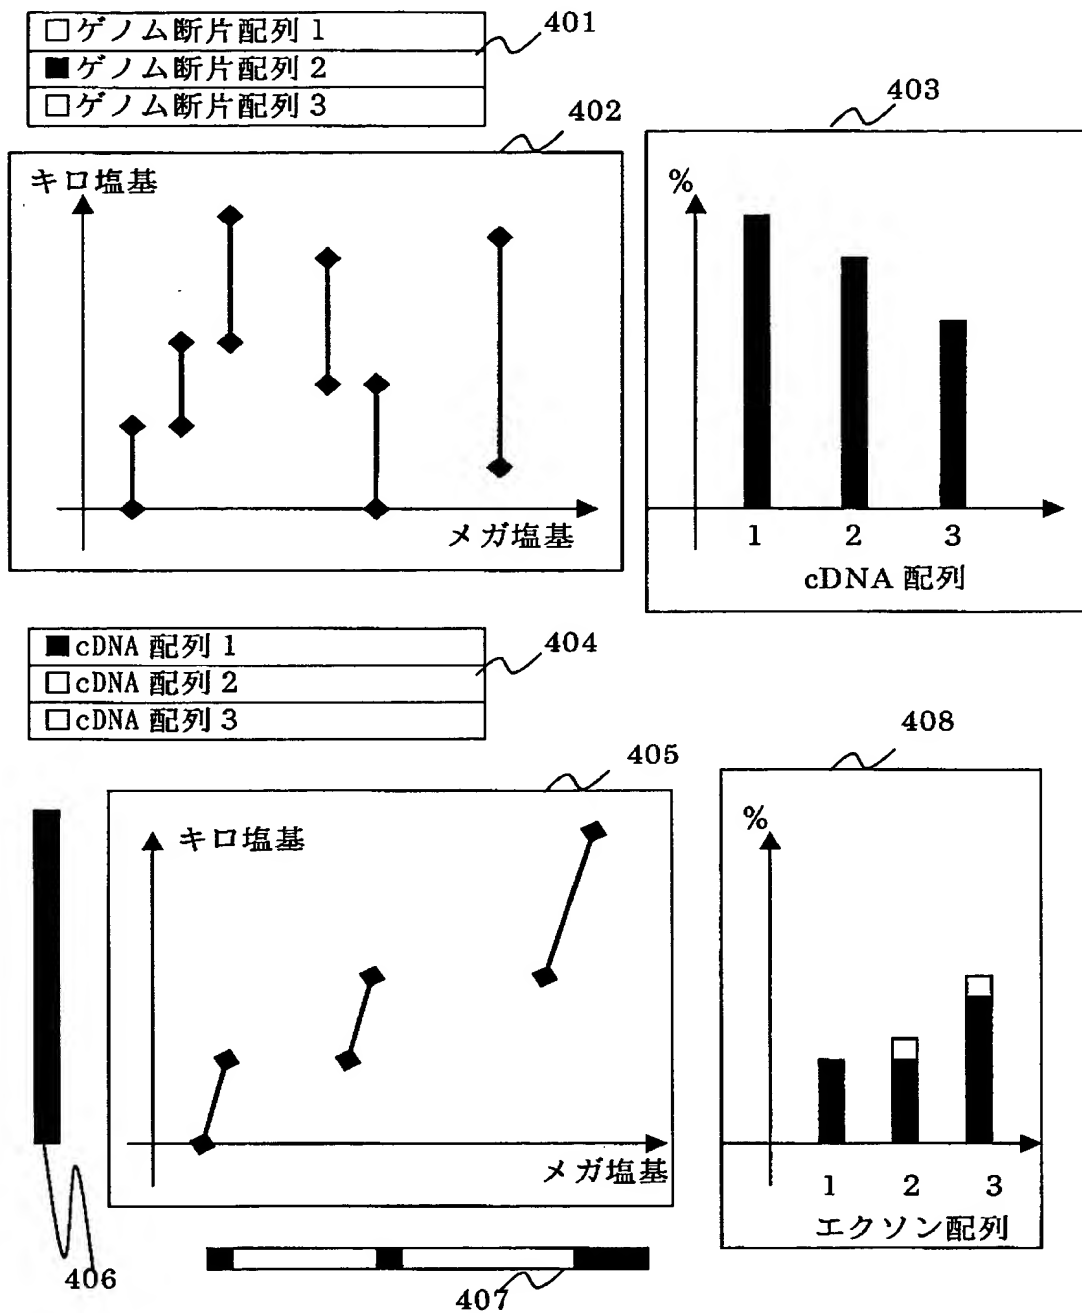 □ゲノム断片配列 1
■ゲノム断片配列 2
□ゲノム断片配列 3
401
402
キロ塩基
メガ塩基
403
%
1 2 3
cDNA 配列
■cDNA 配列 1
□cDNA 配列 2
□cDNA 配列 3
404
405
キロ塩基
メガ塩基
406
407
408
%
1 2 3
エクソン配列